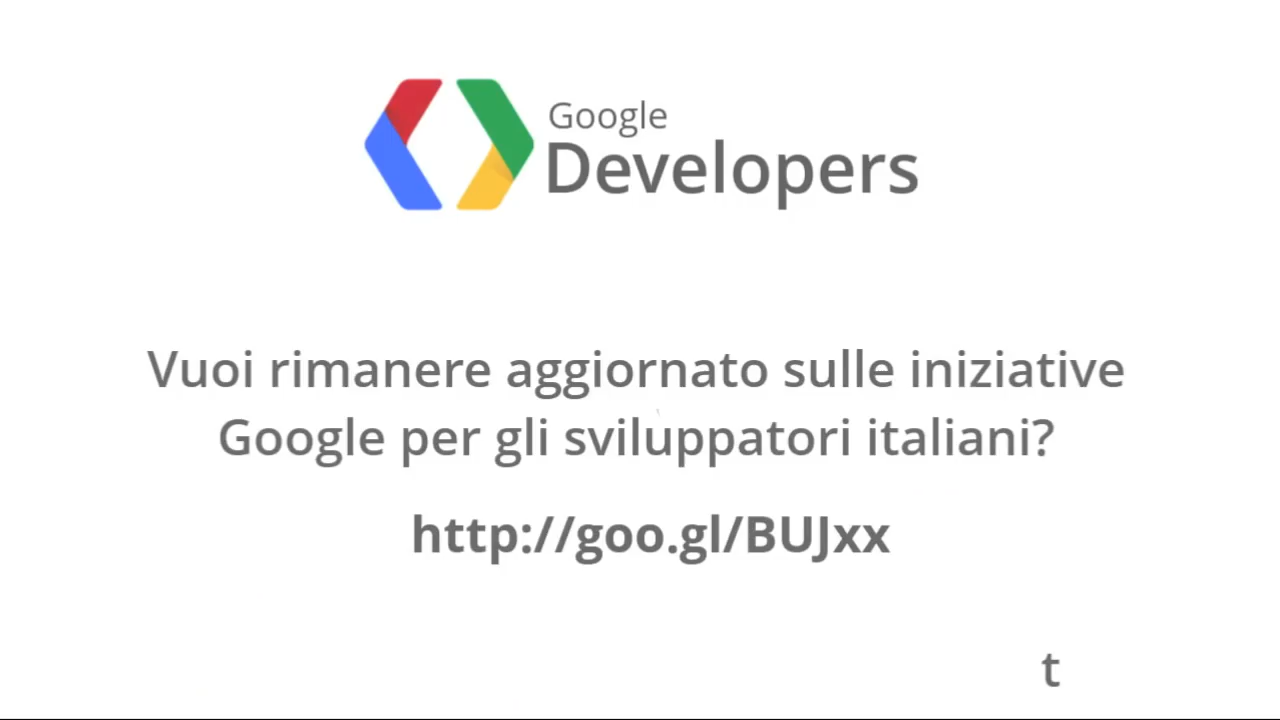 Google
Developers
Vuoi rimanere aggiornato sulle iniziative
Google per gli sviluppatori italiani?
http://goo.gl/BUJxx
t